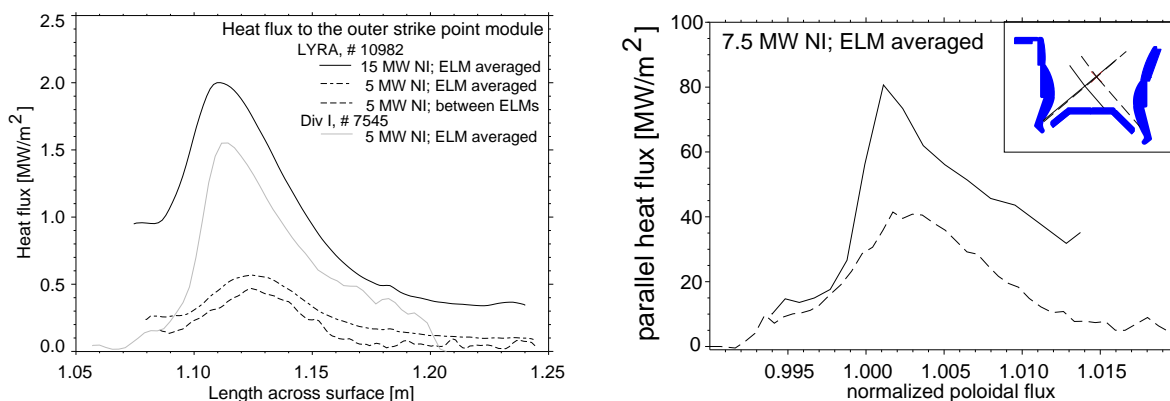 Heat flux to the outer strike point module
LYRA, # 10982
15 MW NI; ELM averaged
5 MW NI; ELM averaged
5 MW NI; between ELMs
Div I, # 7545
5 MW NI; ELM averaged
Heat flux [MW/m²]
2.5
2.0
1.5
1.0
0.5
0.0
1.05
1.10
1.15
1.20
1.25
Length across surface [m]
7.5 MW NI; ELM averaged
parallel heat flux [MW/m²]
100
80
60
40
20
0
0.995
1.000
1.005
1.010
1.015
normalized poloidal flux